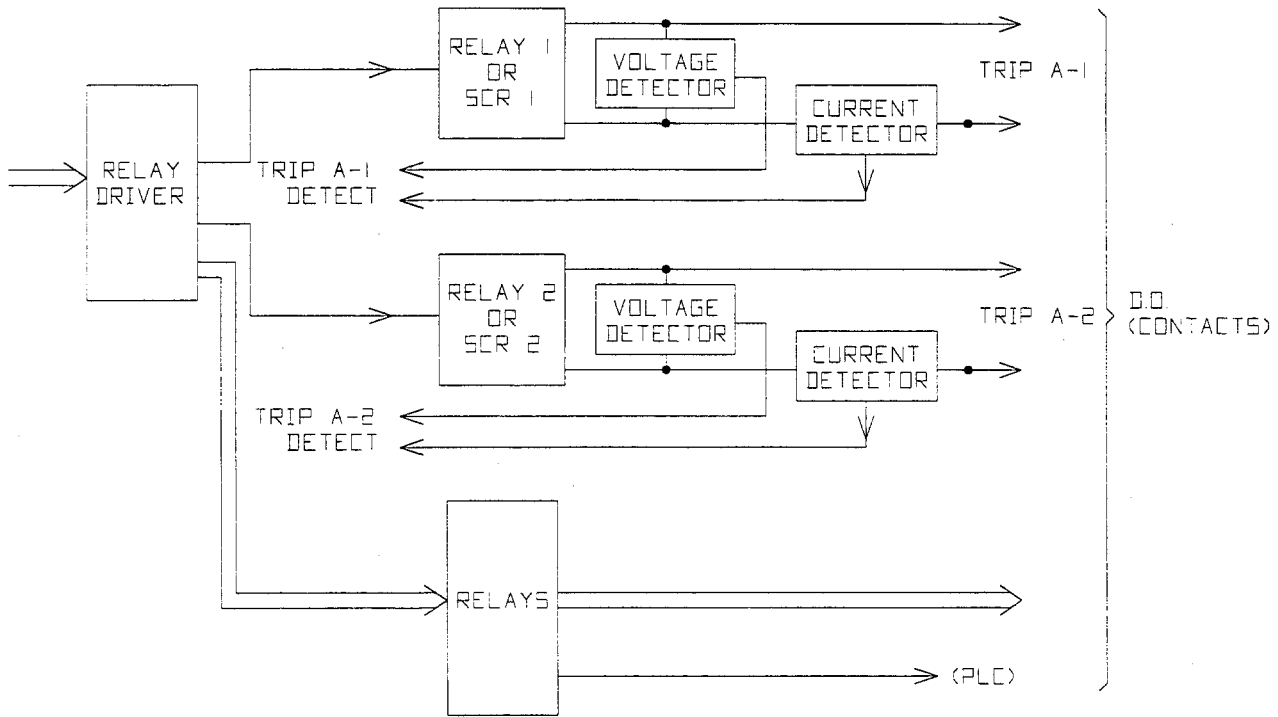 RELAY 1
OR
SCR 1
VOLTAGE
DETECTOR
TRIP A-1
CURRENT
DETECTOR
RELAY
DRIVER
TRIP A-1
DETECT
RELAY 2
OR
SCR 2
VOLTAGE
DETECTOR
TRIP A-2
D.O.
(CONTACTS)
CURRENT
DETECTOR
TRIP A-2
DETECT
RELAYS
(PLC)